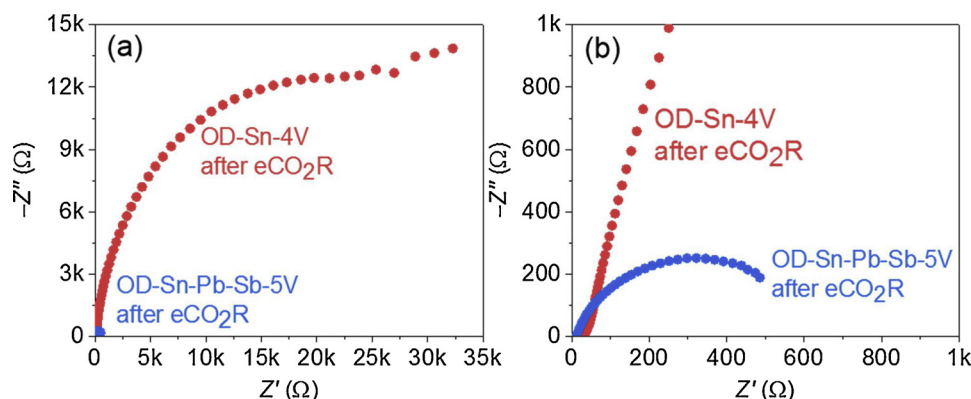 (a)
15k
12k
9k
6k
3k
0
–Z″ (Ω)
OD-Sn-4V
after eCO₂R
OD-Sn-Pb-Sb-5V
after eCO₂R
0 5k 10k 15k 20k 25k 30k 35k
Z′ (Ω)
(b)
1k
800
600
400
200
0
–Z″ (Ω)
OD-Sn-4V
after eCO₂R
OD-Sn-Pb-Sb-5V
after eCO₂R
0 200 400 600 800 1k
Z′ (Ω)